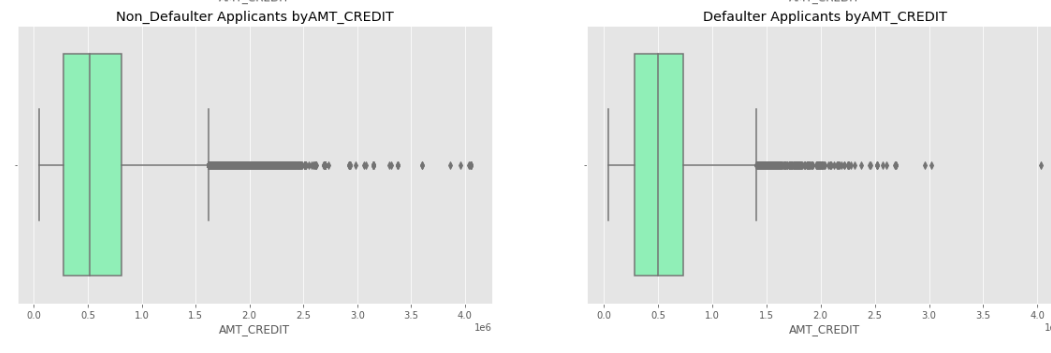 AMT_CREDIT AMT_CREDIT
Non_Defaulter Applicants byAMT_CREDIT Defaulter Applicants byAMT_CREDIT
0.0 0.5 1.0 1.5 2.0 2.5 3.0 3.5 4.0 0.0 0.5 1.0 1.5 2.0 2.5 3.0 3.5 4.0
AMT_CREDIT 1e6 AMT_CREDIT